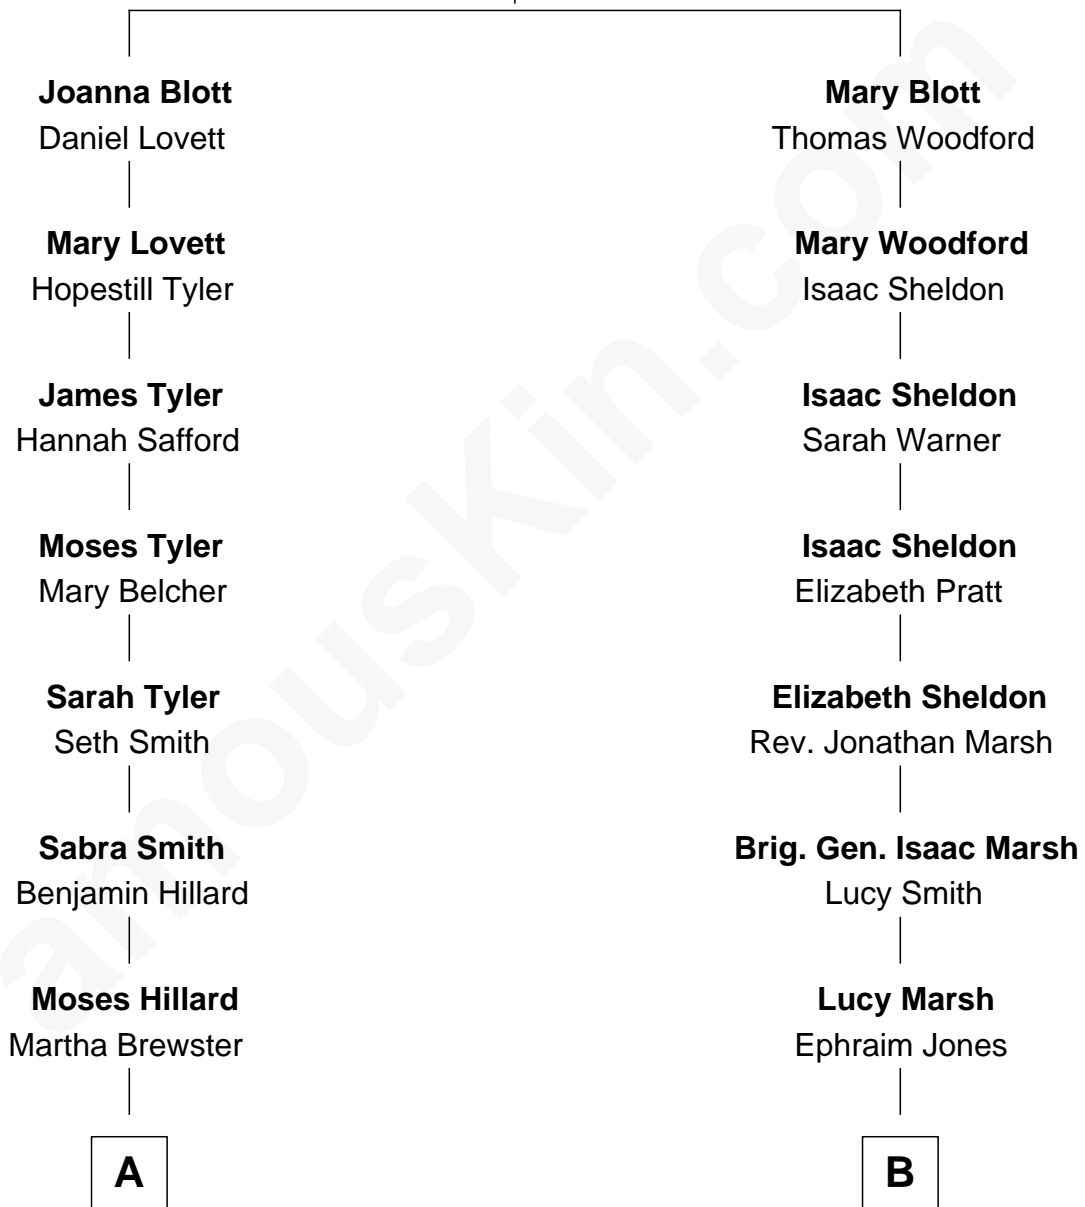 Joanna Blott
Daniel Lovett
Mary Blott
Thomas Woodford
Mary Lovett
Hopestill Tyler
Mary Woodford
Isaac Sheldon
James Tyler
Hannah Safford
Isaac Sheldon
Sarah Warner
Moses Tyler
Mary Belcher
Isaac Sheldon
Elizabeth Pratt
Sarah Tyler
Seth Smith
Elizabeth Sheldon
Rev. Jonathan Marsh
Sabra Smith
Benjamin Hillard
Brig. Gen. Isaac Marsh
Lucy Smith
Moses Hillard
Martha Brewster
Lucy Marsh
Ephraim Jones
A
B
amouskin.com